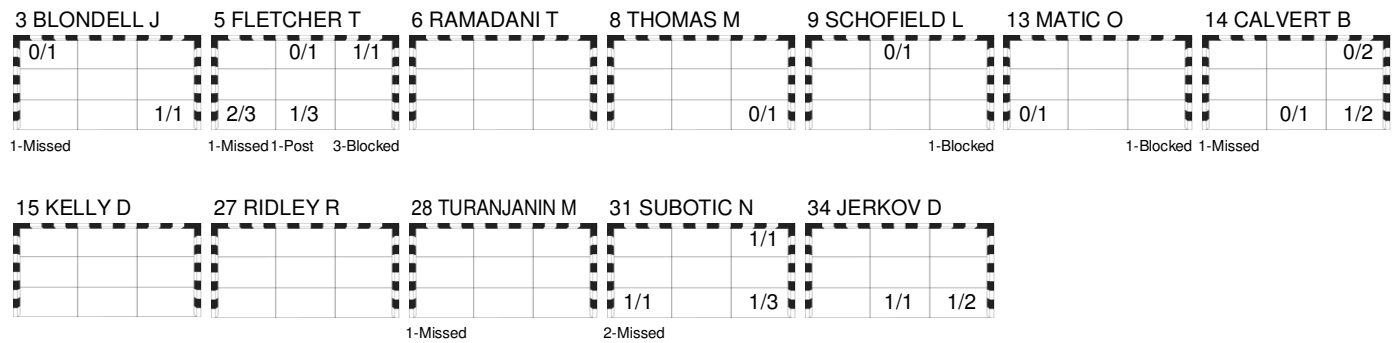 3 BLONDELL J 5 FLETCHER T 6 RAMADANI T 8 THOMAS M 9 SCHOFIELD L 13 MATIC O 14 CALVERT B
0/1 0/1 1/1 0/1 0/2
1/1 2/3 1/3 0/1 0/1 0/1 1/2
1-Missed 1-Missed 1-Post 3-Blocked 1-Blocked 1-Blocked 1-Missed
15 KELLY D 27 RIDLEY R 28 TURANJANIN M 31 SUBOTIC N 34 JERKOV D
1/1
1/1 1/3 1/1 1/2
1-Missed 2-Missed